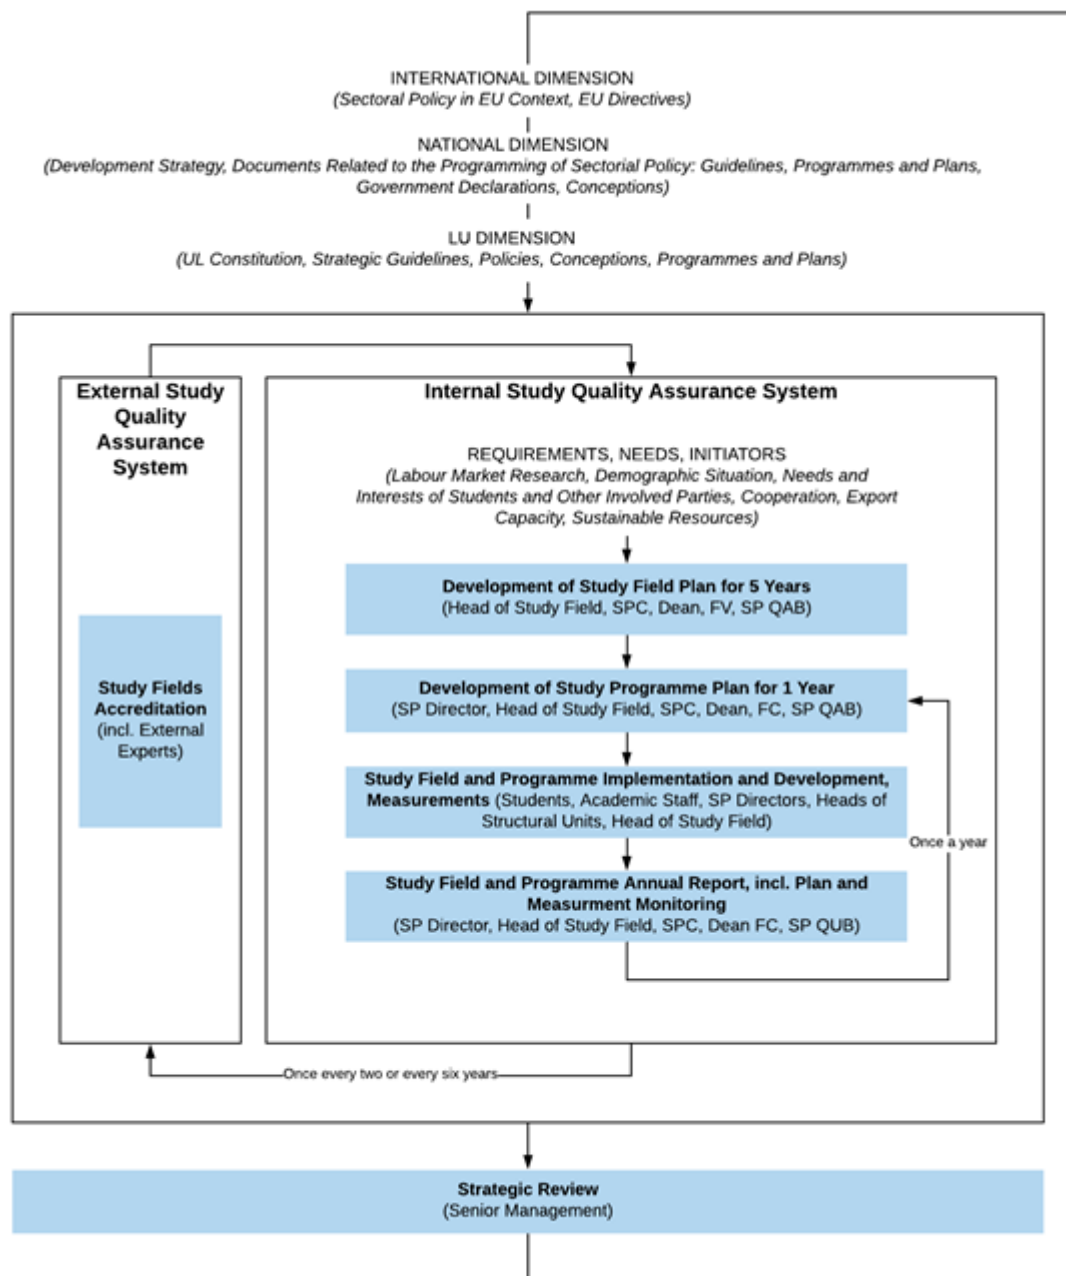 INTERNATIONAL DIMENSION
(Sectoral Policy in EU Context, EU Directives)
NATIONAL DIMENSION
(Development Strategy, Documents Related to the Programming of Sectorial Policy: Guidelines, Programmes and Plans,
Government Declarations, Conceptions)
LU DIMENSION
(UL Constitution, Strategic Guidelines, Policies, Conceptions, Programmes and Plans)
External Study
Quality
Assurance
System
Study Fields
Accreditation
(incl. External
Experts)
Internal Study Quality Assurance System
REQUIREMENTS, NEEDS, INITIATORS
(Labour Market Research, Demographic Situation, Needs and
Interests of Students and Other Involved Parties, Cooperation, Export
Capacity, Sustainable Resources)
Development of Study Field Plan for 5 Years
(Head of Study Field, SPC, Dean, FV, SP QAB)
Development of Study Programme Plan for 1 Year
(SP Director, Head of Study Field, SPC, Dean, FC, SP QAB)
Study Field and Programme Implementation and Development,
Measurements (Students, Academic Staff, SP Directors, Heads of
Structural Units, Head of Study Field)
Once a year
Study Field and Programme Annual Report, incl. Plan and
Measurment Monitoring
(SP Director, Head of Study Field, SPC, Dean FC, SP QUB)
Once every two or every six years
Strategic Review
(Senior Management)